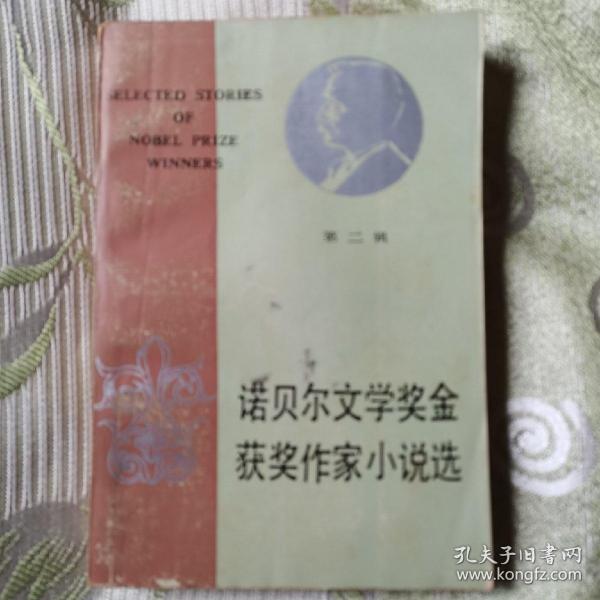 SELECTED STORIES
OF
NOBEL PRIZE
WINNERS
第二辑
诺贝尔文学奖金
获奖作家小说选
孔夫子旧书网
www.kongfz.com